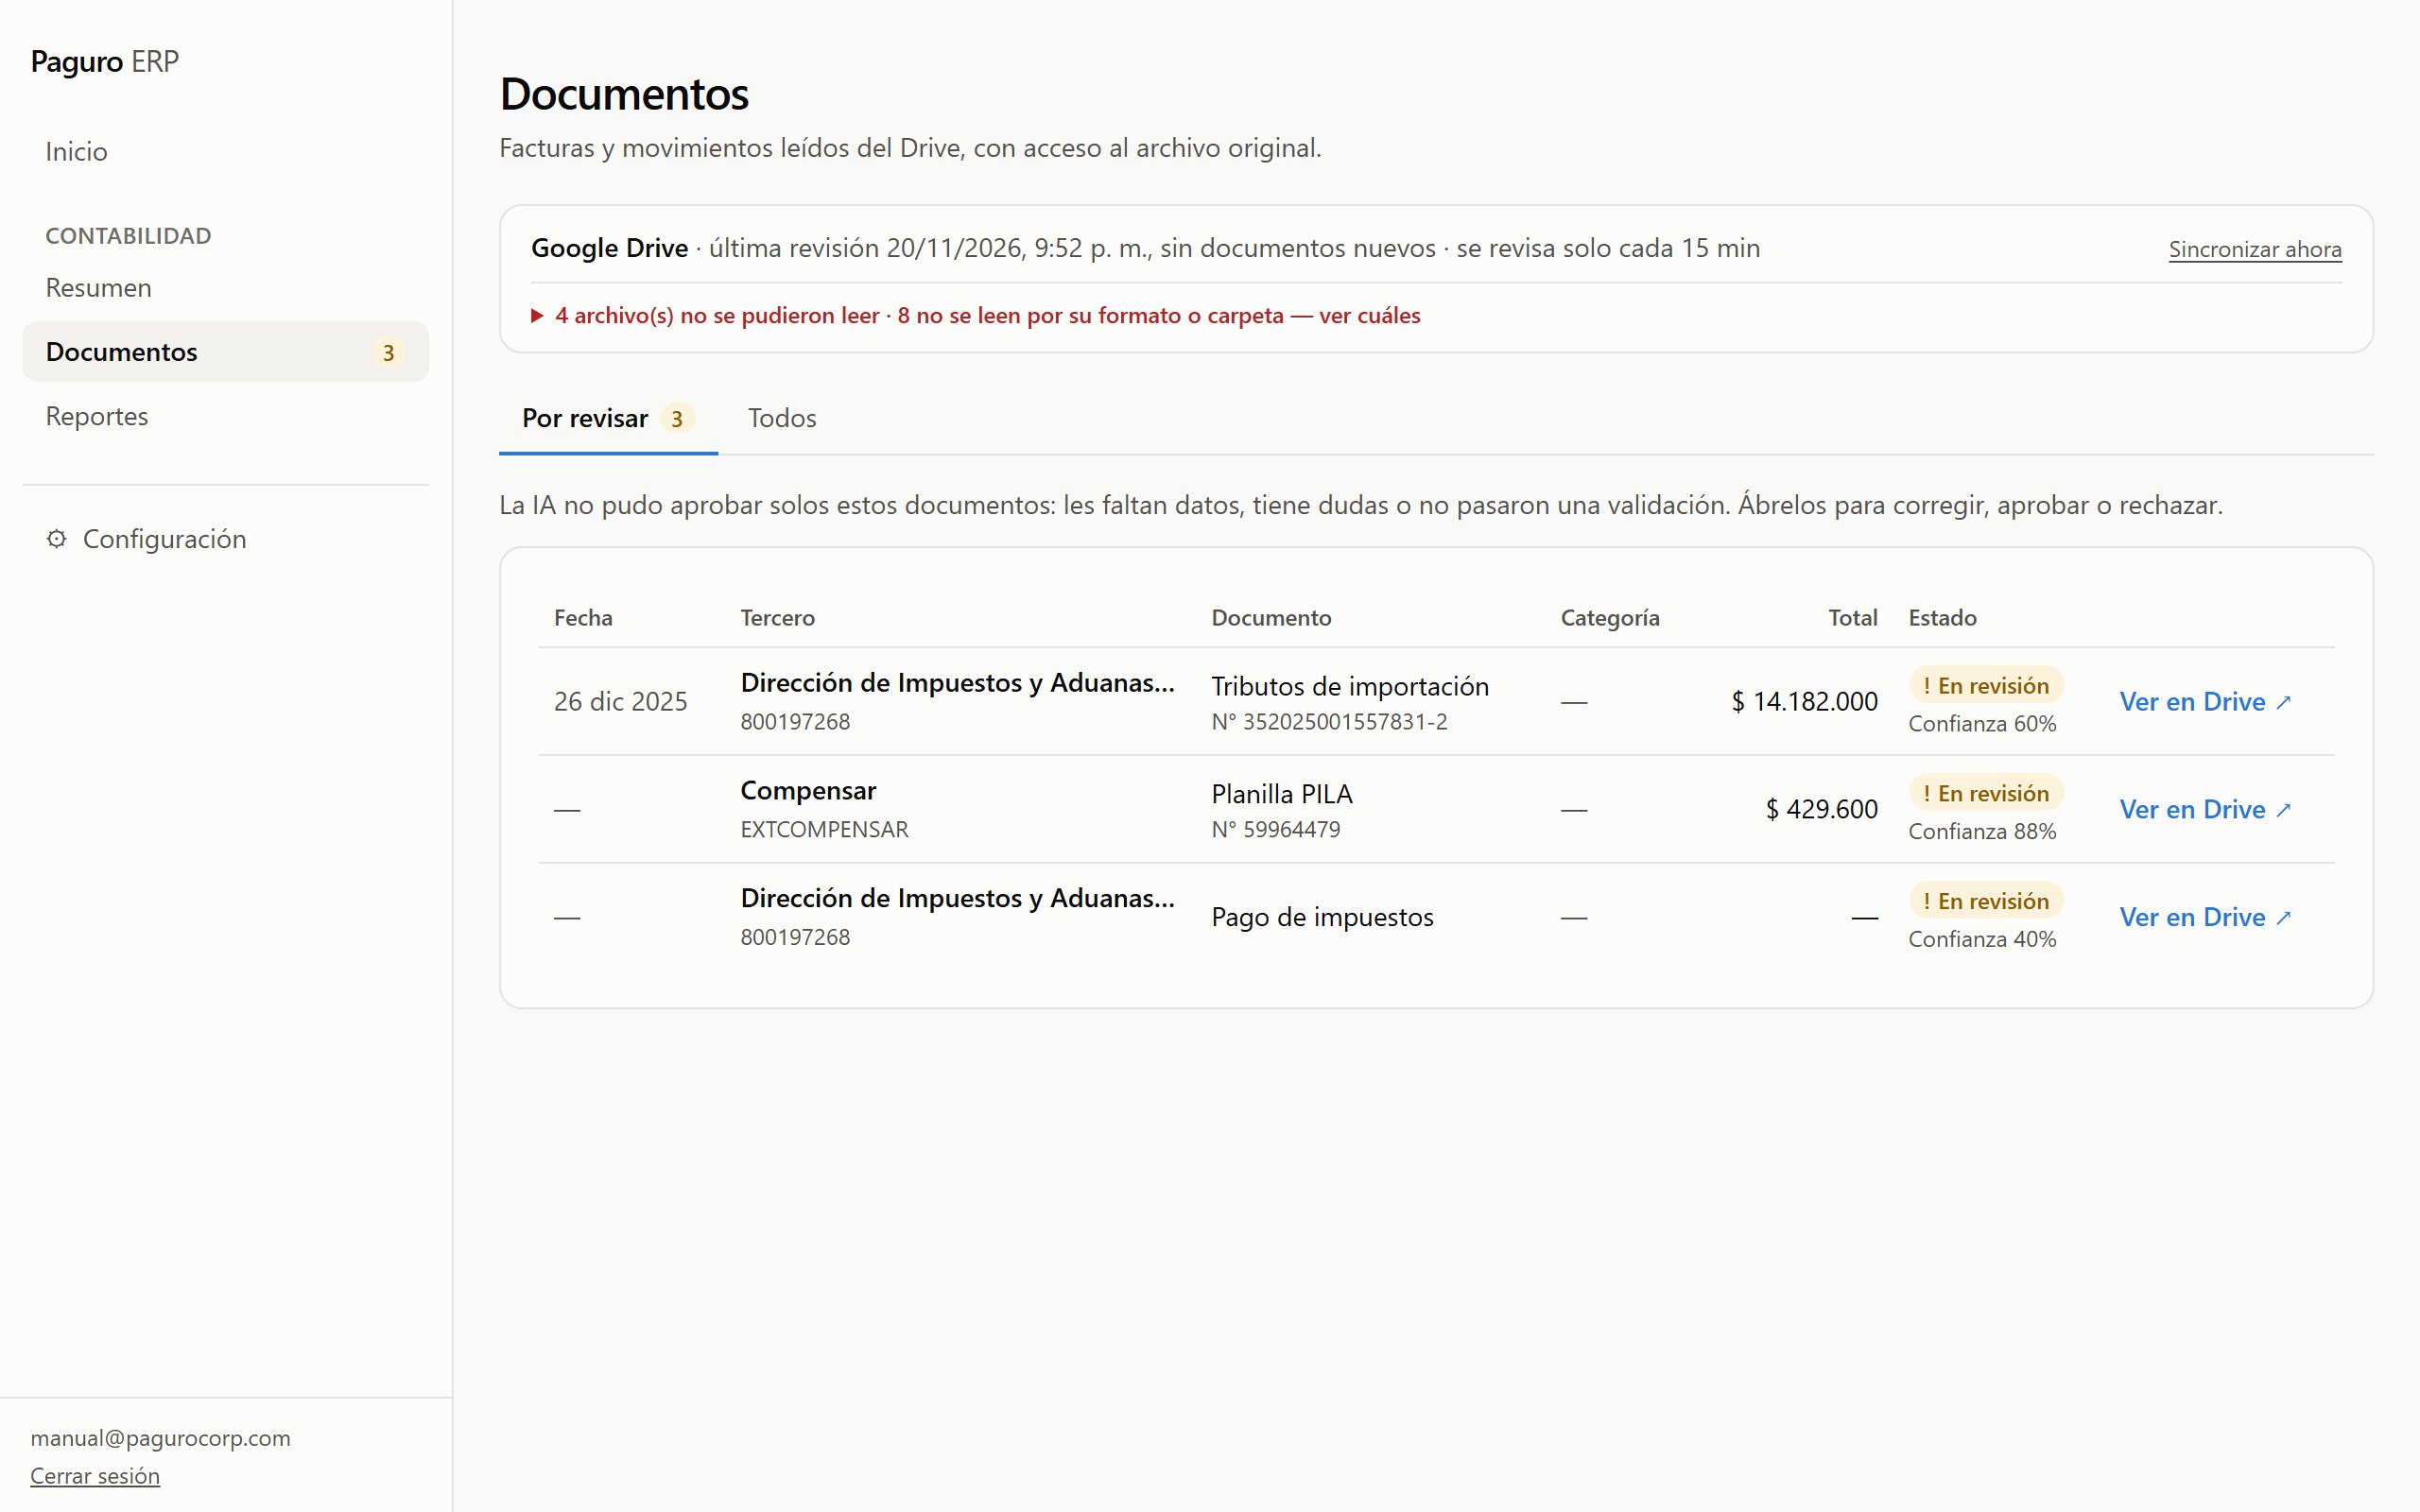 Paguro ERP
Inicio
CONTABILIDAD
Resumen
Documentos 3
Reportes
Configuración
manual@pagurocorp.com
Cerrar sesión
Documentos
Facturas y movimientos leídos del Drive, con acceso al archivo original.
Google Drive · última revisión 20/11/2026, 9:52 p. m., sin documentos nuevos · se revisa solo cada 15 min
Sincronizar ahora
4 archivo(s) no se pudieron leer · 8 no se leen por su formato o carpeta — ver cuáles
Por revisar 3 Todos
La IA no pudo aprobar solos estos documentos: les faltan datos, tiene dudas o no pasaron una validación. Ábrelos para corregir, aprobar o rechazar.
Fecha Tercero Documento Categoría Total Estado
26 dic 2025 Dirección de Impuestos y Aduanas... Tributos de importación — $ 14.182.000 ! En revisión Ver en Drive ↗
800197268 N° 352025001557831-2 Confianza 60%
— Compensar Planilla PILA — $ 429.600 ! En revisión Ver en Drive ↗
EXTCOMPENSAR N° 59964479 Confianza 88%
— Dirección de Impuestos y Aduanas... Pago de impuestos — — ! En revisión Ver en Drive ↗
800197268 Confianza 40%